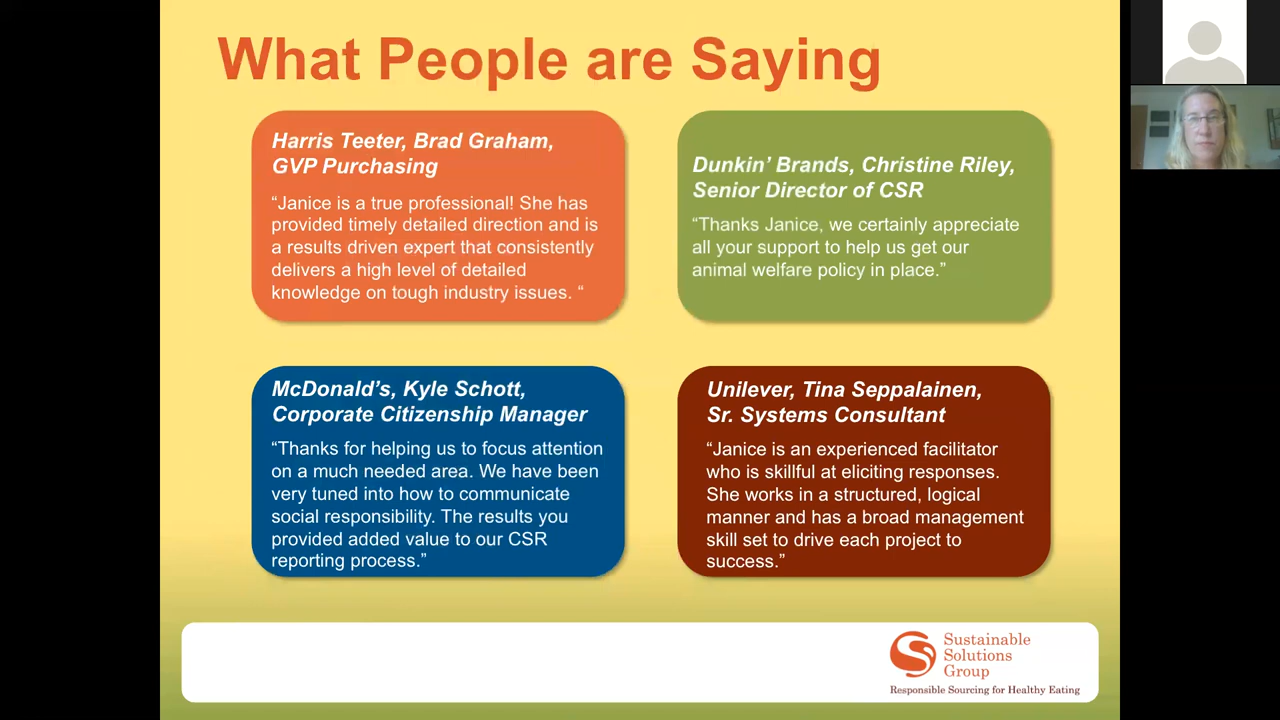 What People are Saying
Harris Teeter, Brad Graham,
GVP Purchasing
“Janice is a true professional! She has
provided timely detailed direction and is
a results driven expert that consistently
delivers a high level of detailed
knowledge on tough industry issues. “
Dunkin’ Brands, Christine Riley,
Senior Director of CSR
“Thanks Janice, we certainly appreciate
all your support to help us get our
animal welfare policy in place.”
McDonald’s, Kyle Schott,
Corporate Citizenship Manager
“Thanks for helping us to focus attention
on a much needed area. We have been
very tuned into how to communicate
social responsibility. The results you
provided added value to our CSR
reporting process.”
Unilever, Tina Seppalainen,
Sr. Systems Consultant
“Janice is an experienced facilitator
who is skillful at eliciting responses.
She works in a structured, logical
manner and has a broad management
skill set to drive each project to
success.”
Sustainable
Solutions
Group
Responsible Sourcing for Healthy Eating